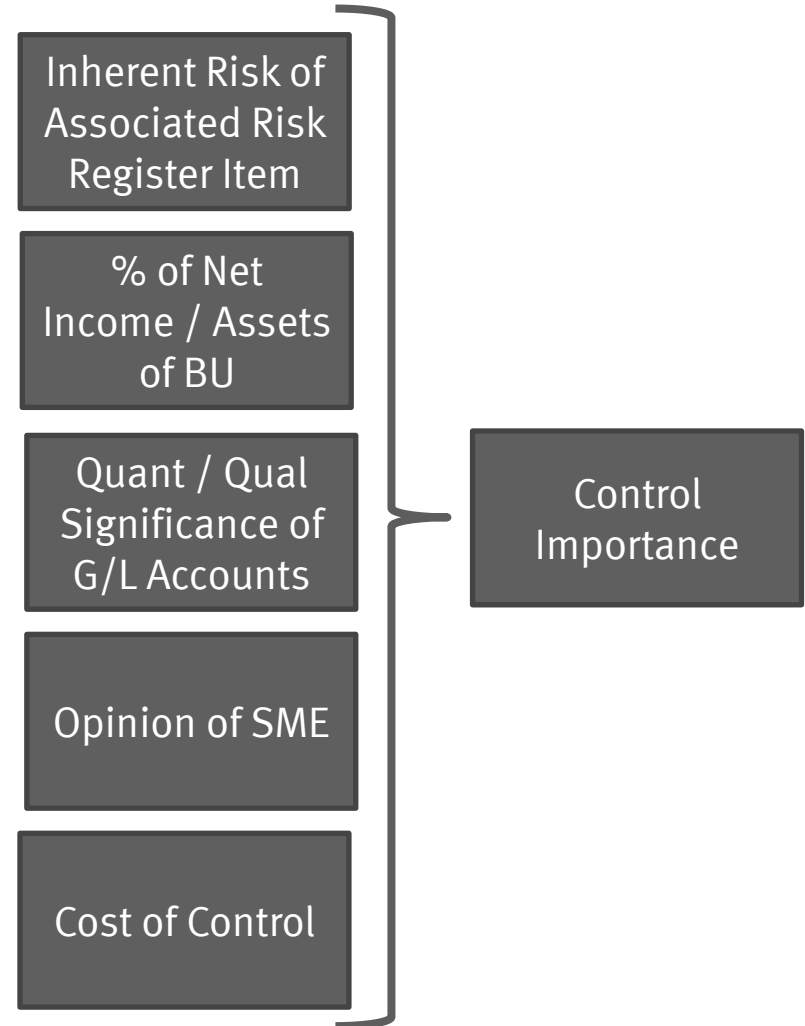 Inherent Risk of
Associated Risk
Register Item
% of Net
Income / Assets
of BU
Quant / Qual
Significance of
G/L Accounts
Opinion of SME
Cost of Control
Control
Importance